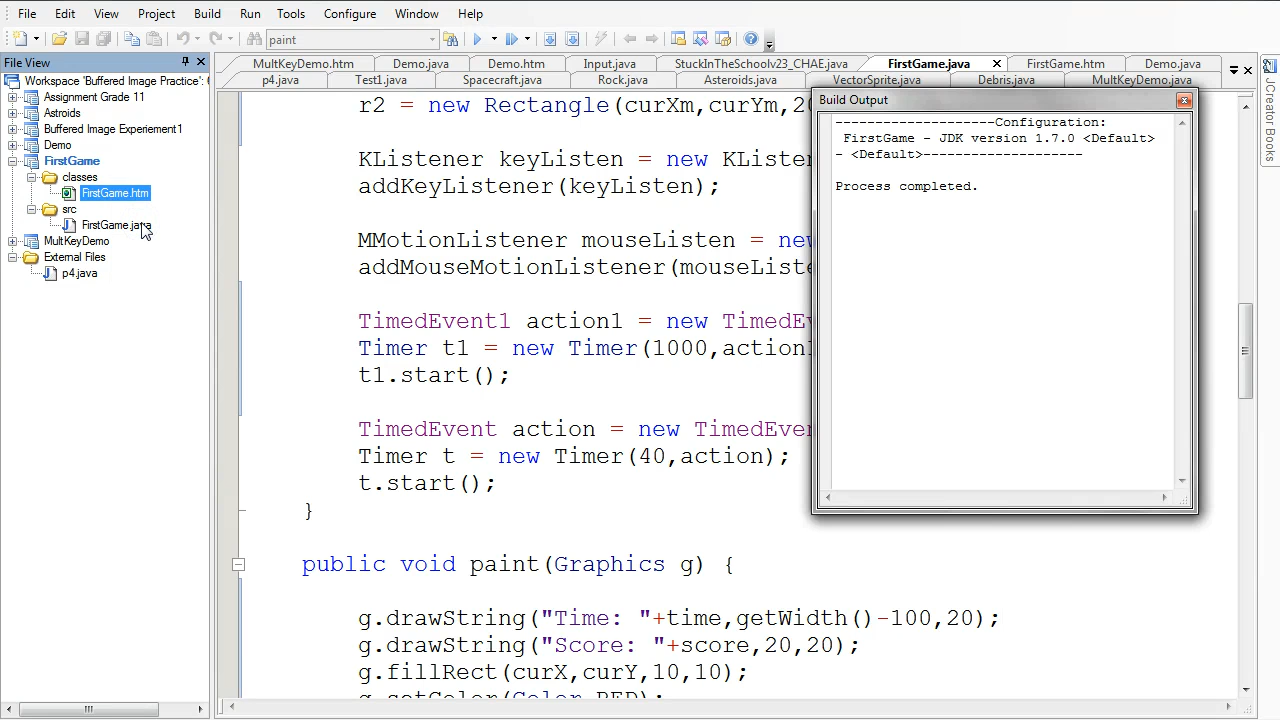 File Edit View Project Build Run Tools Configure Window Help
paint
File View
Workspace 'Buffered Image Practice':
Assignment Grade 11
Astroids
Buffered Image Experiement1
Demo
FirstGame
classes
FirstGame.htm
src
FirstGame.java
MultKeyDemo
External Files
p4.java
MultKeyDemo.htm Demo.java Demo.htm Input.java StuckInTheSchoolv23_CHAE.java FirstGame.java FirstGame.htm Demo.java
p4.java Test1.java Spacecraft.java Rock.java Asteroids.java VectorSprite.java Debris.java MultKeyDemo.java
r2 = new Rectangle(curXm,curYm,20
KListener keyListen = new KListen
addKeyListener(keyListen);
MMotionListener mouseListen = new
addMouseMotionListener(mouseListe
TimedEvent1 action1 = new TimedEv
Timer t1 = new Timer(1000,action1
t1.start();
TimedEvent action = new TimedEven
Timer t = new Timer(40,action);
t.start();
}
public void paint(Graphics g) {
g.drawString("Time: "+time,getWidth()-100,20);
g.drawString("Score: "+score,20,20);
g.fillRect(curX,curY,10,10);
g.setColor(Color.RED);
Build Output
--------------------Configuration:
FirstGame - JDK version 1.7.0 <Default>
- <Default>--------------------
Process completed.
JCreator Books